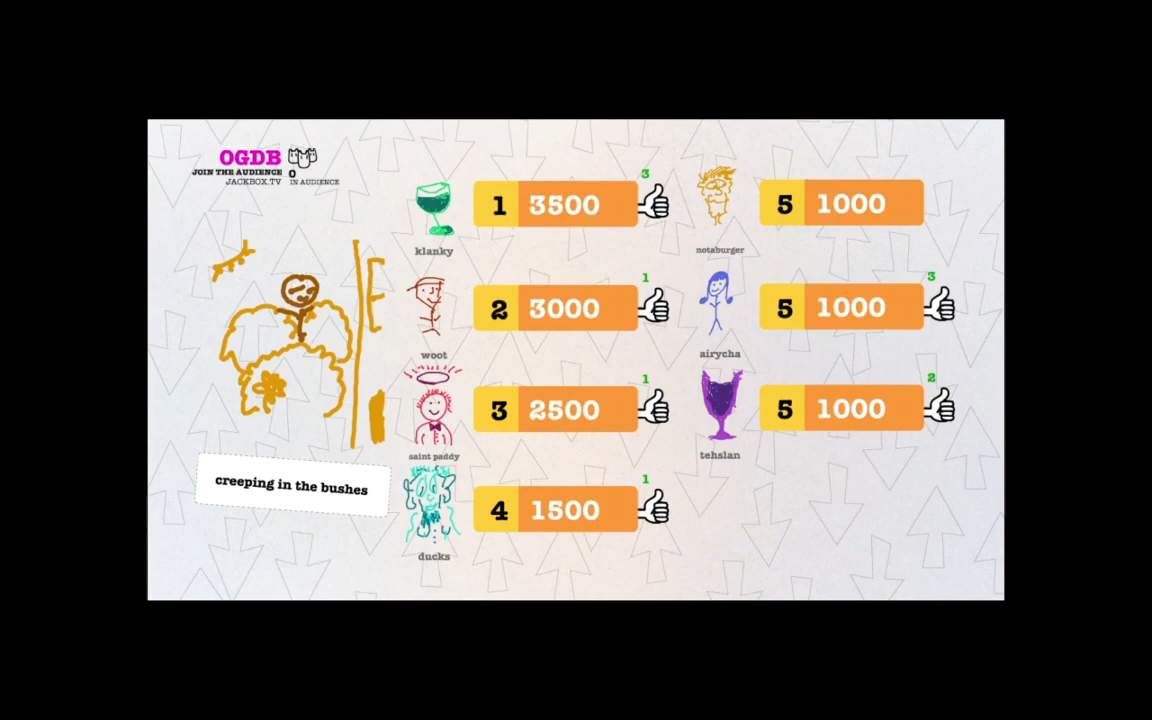 OGDB
JOIN THE AUDIENCE
JACKBOX.TV
0
IN AUDIENCE
creeping in the bushes
1 3500
3
klanky
2 3000
1
woot
3 2500
1
saint paddy
4 1500
1
ducks
5 1000
notaburger
5 1000
3
airycha
5 1000
2
tehslan